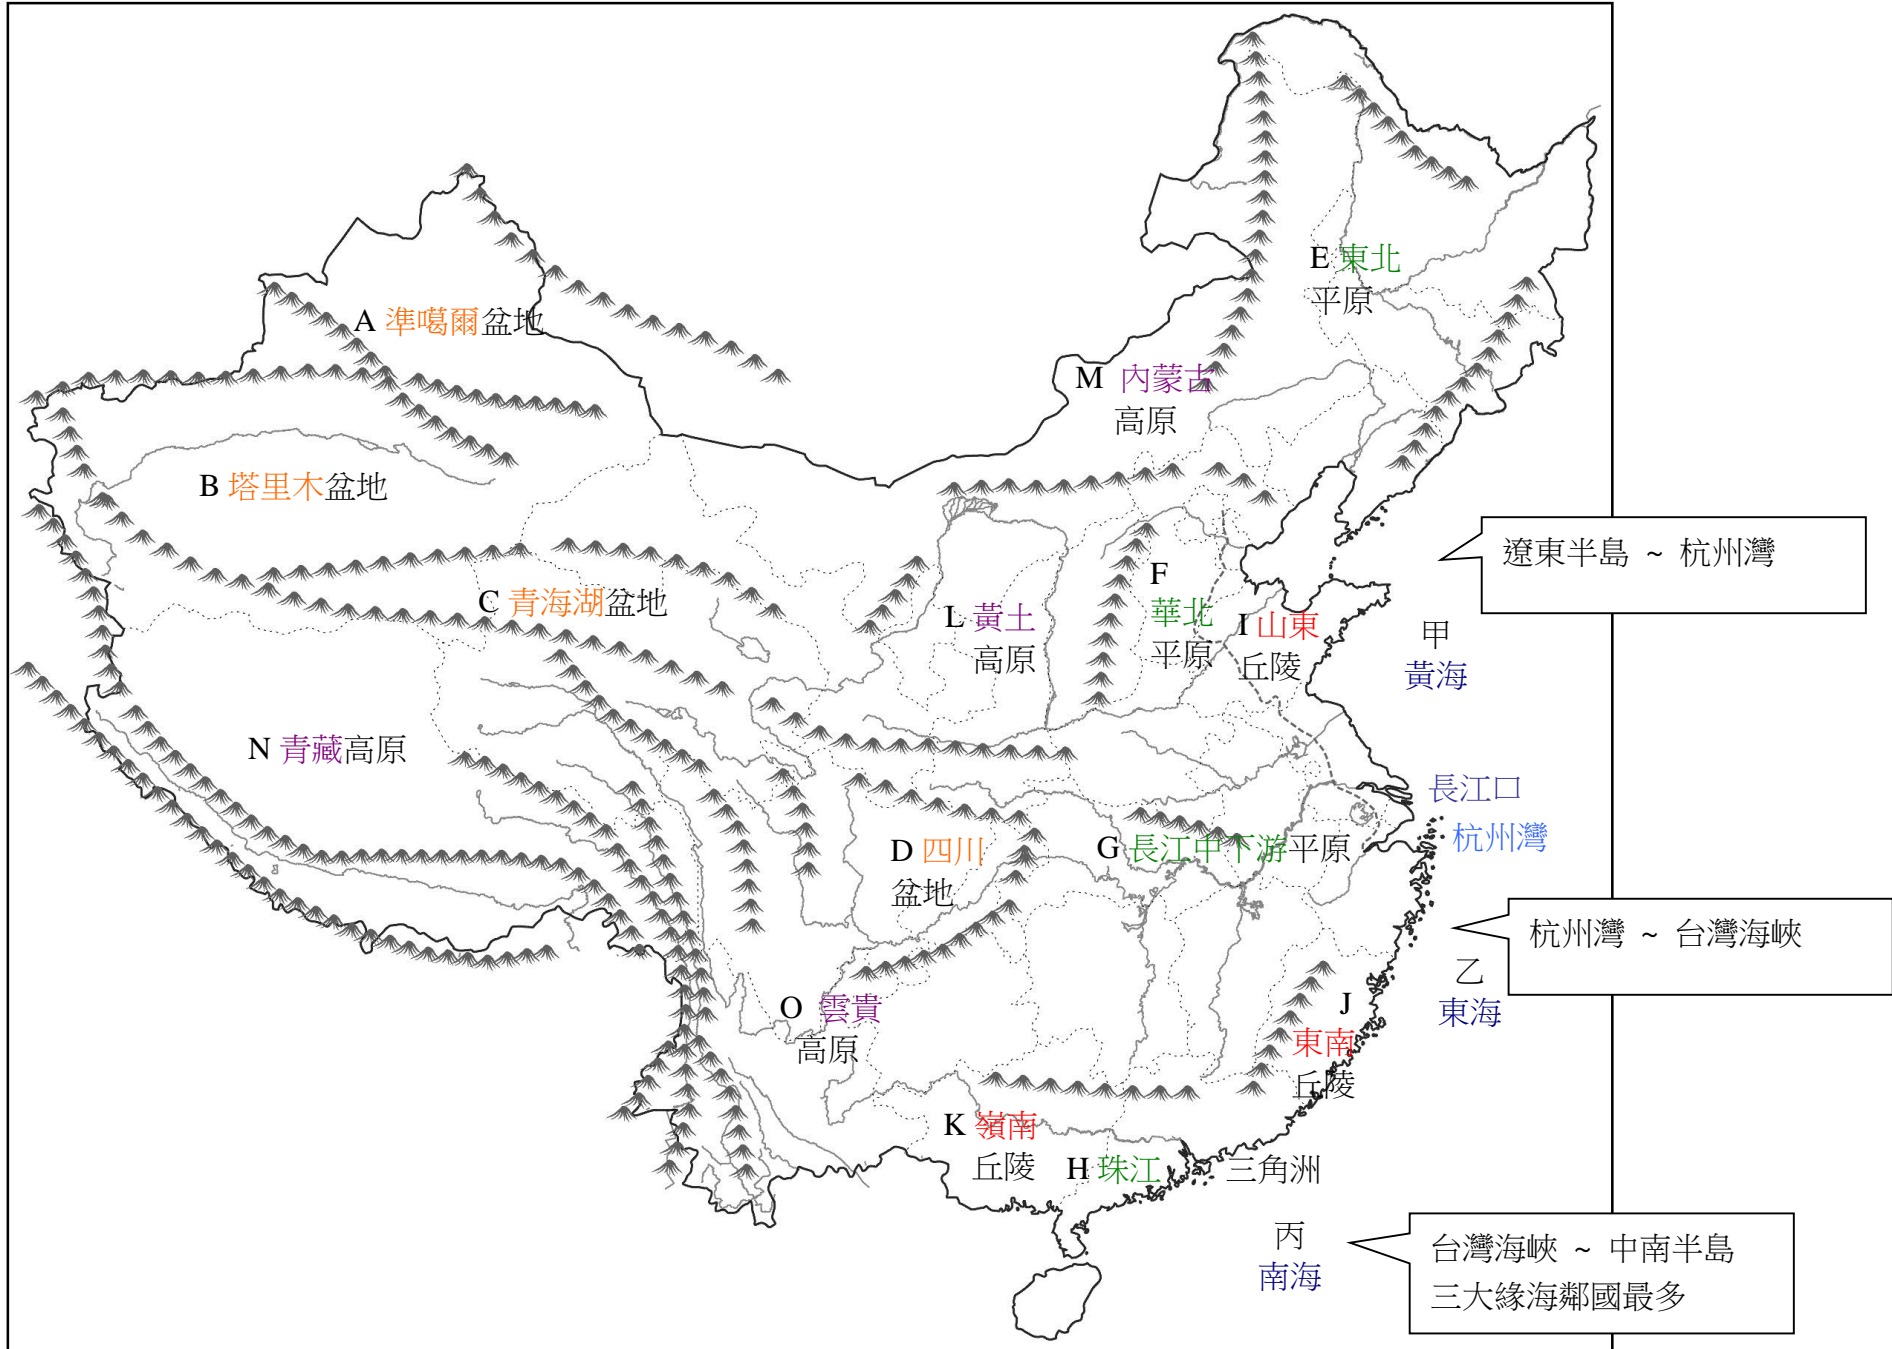 E 東北
平原
A 準噶爾盆地
M 內蒙古
高原
B 塔里木盆地
遼東半島 ~ 杭州灣
F
華北
平原
C 青海湖盆地
L 黃土
高原
I 山東
丘陵
甲
黃海
N 青藏高原
長江口
杭州灣
D 四川
盆地
G 長江中下游平原
杭州灣 ~ 台灣海峽
乙
東海
O 雲貴
高原
J
東南
丘陵
K 嶺南
丘陵
H 珠江 三角洲
丙
南海
台灣海峽 ~ 中南半島
三大緣海鄰國最多